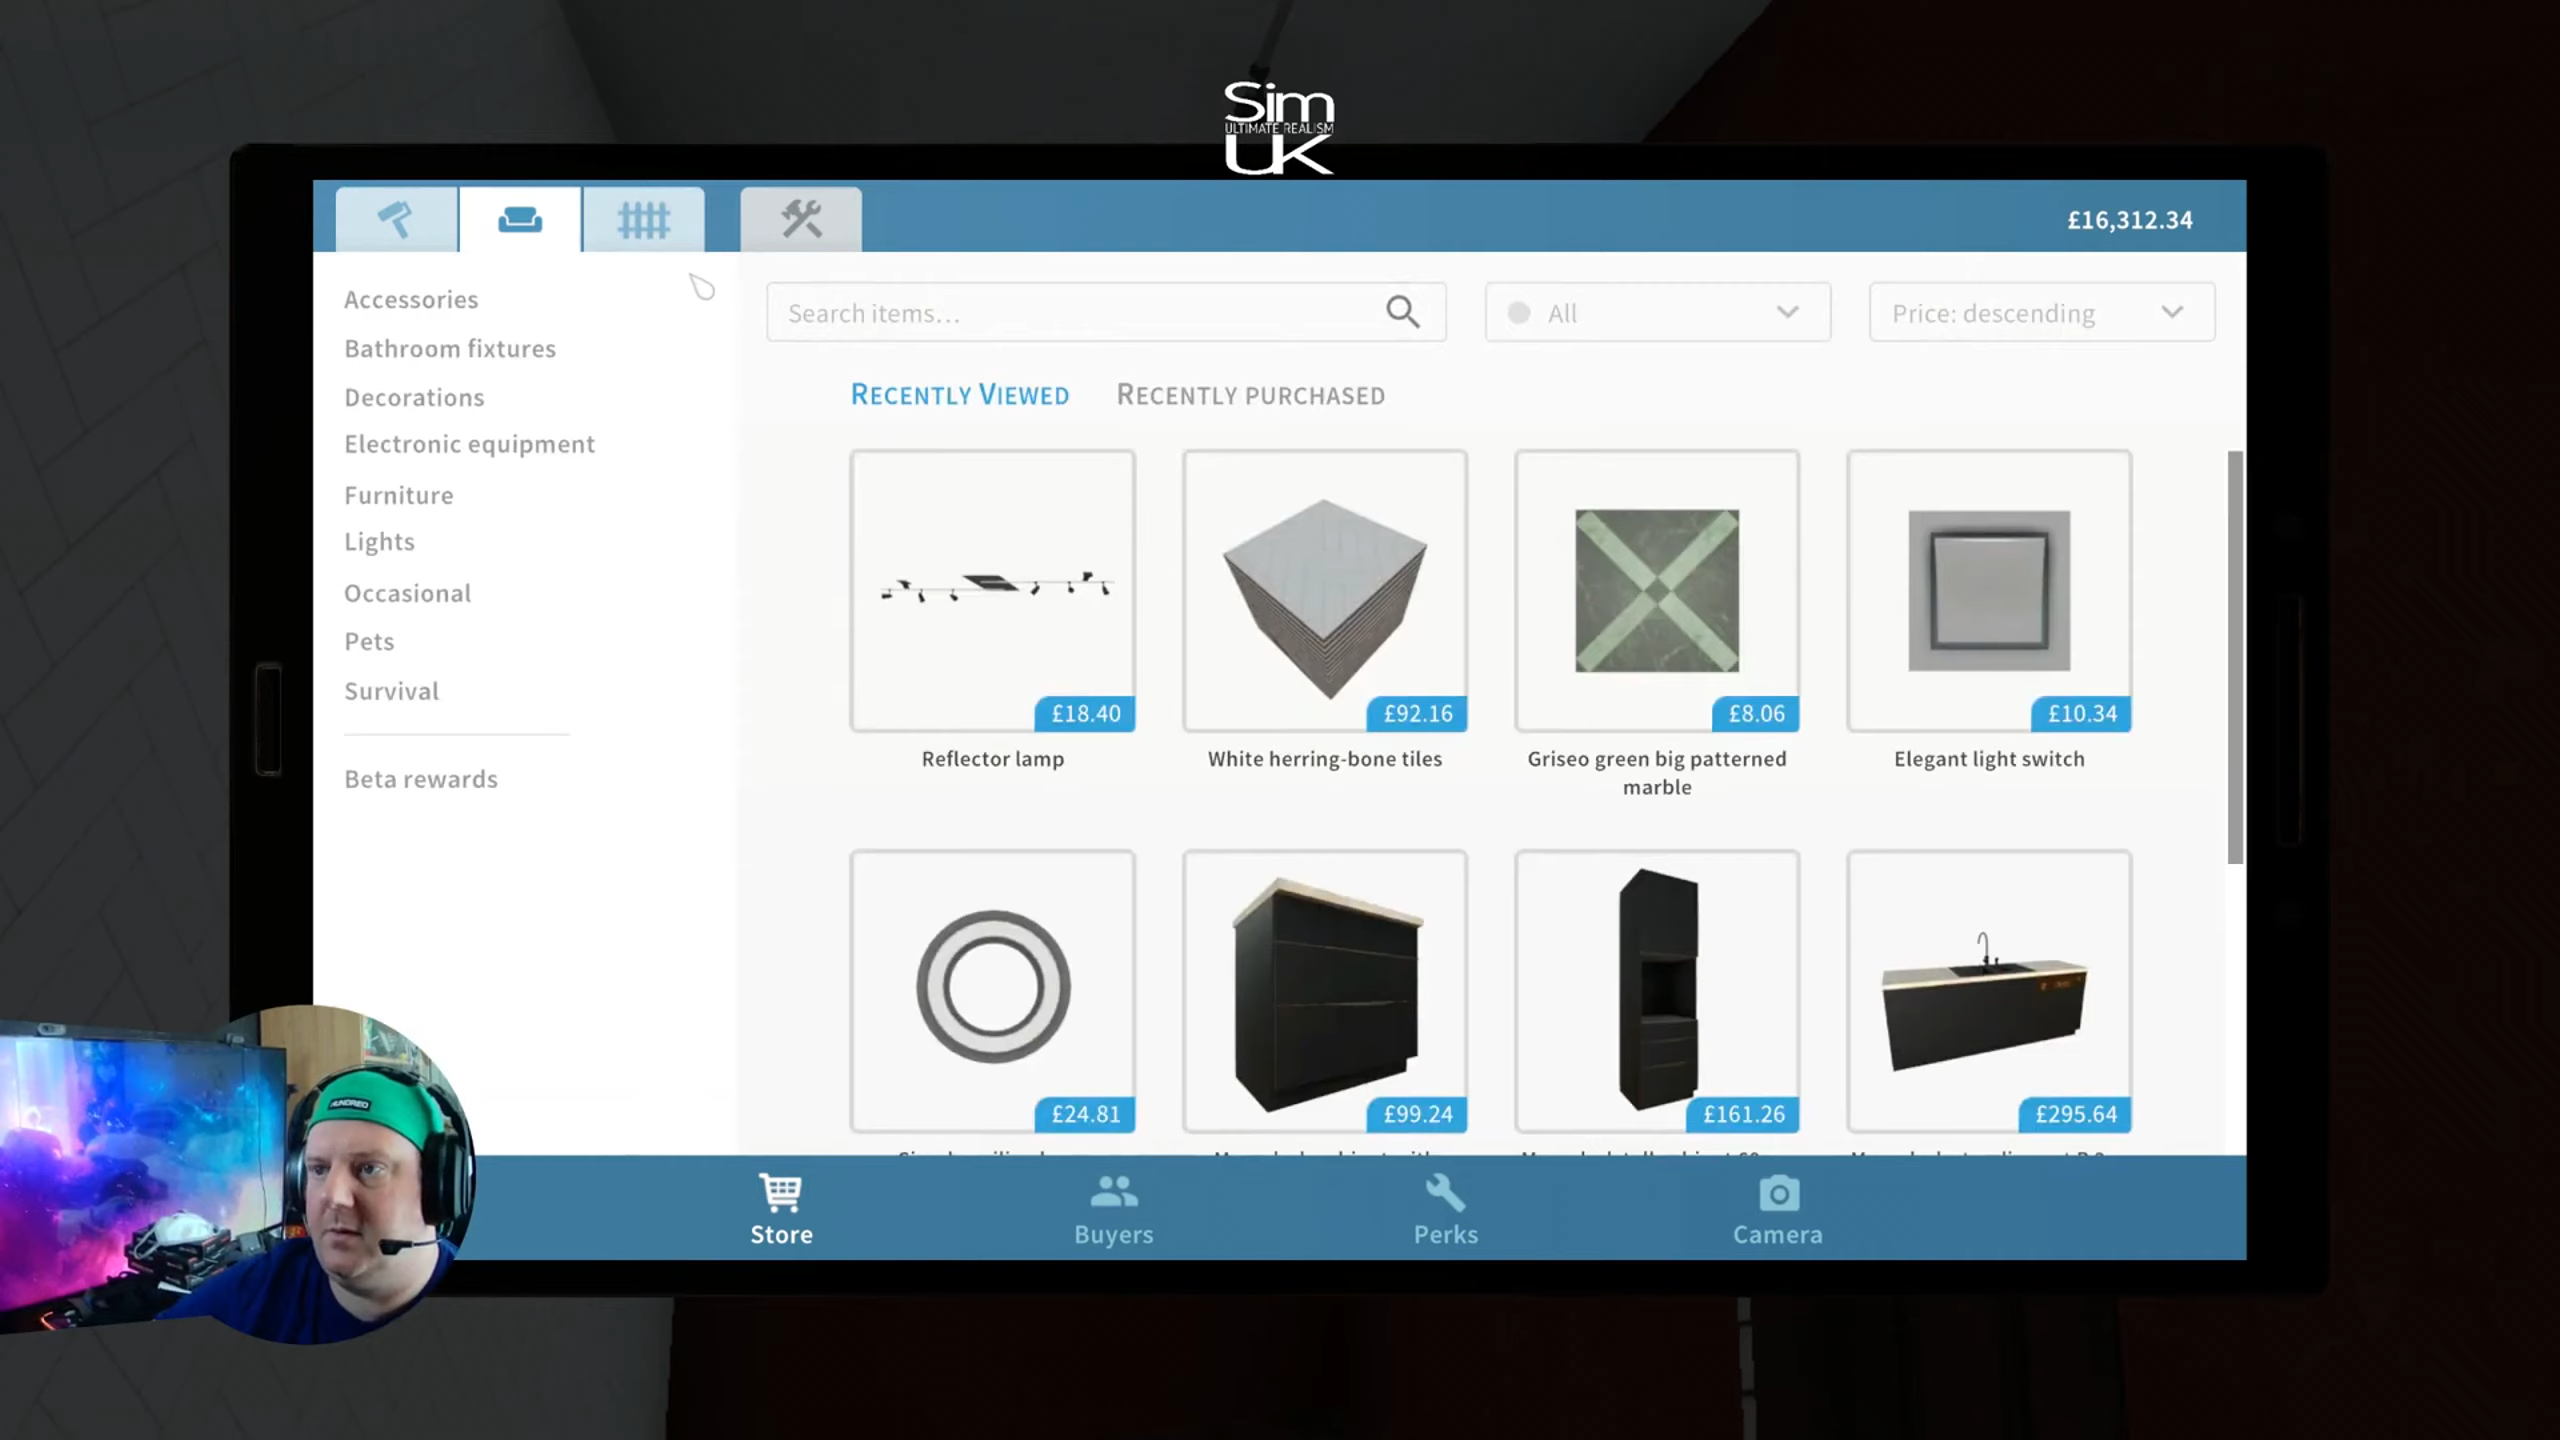 Sim
ULTIMATE REALISM
UK
£16,312.34
Accessories
Bathroom fixtures
Decorations
Electronic equipment
Furniture
Lights
Occasional
Pets
Survival
Beta rewards
Search items...
All
Price: descending
RECENTLY VIEWED
RECENTLY PURCHASED
£18.40
£92.16
£8.06
£10.34
Reflector lamp
White herring-bone tiles
Griseo green big patterned
marble
Elegant light switch
£24.81
£99.24
£161.26
£295.64
HUNDRED
Store
Buyers
Perks
Camera